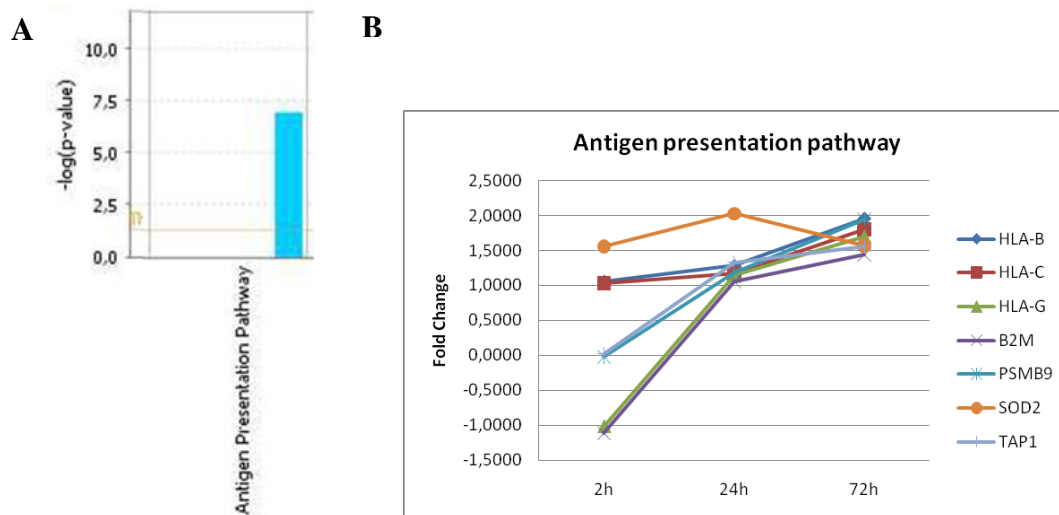 A
B
10,0
7,5
5,0
2,5
0,0
-log(p-value)
Antigen Presentation Pathway
Antigen presentation pathway
2,5000
2,0000
1,5000
1,0000
0,5000
0,0000
-0,5000
-1,0000
-1,5000
Fold Change
2h
24h
72h
HLA-B
HLA-C
HLA-G
B2M
PSMB9
SOD2
TAP1